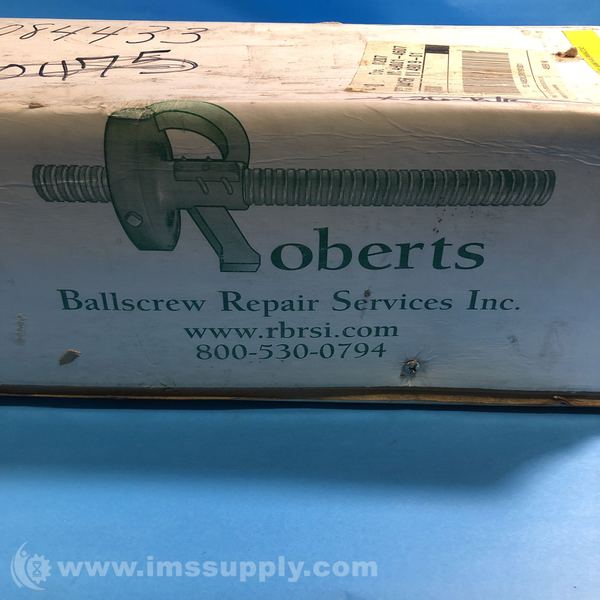 084433
0475
Roberts
Ballscrew Repair Services Inc.
www.rbrsi.com
800-530-0794
www.imssupply.com